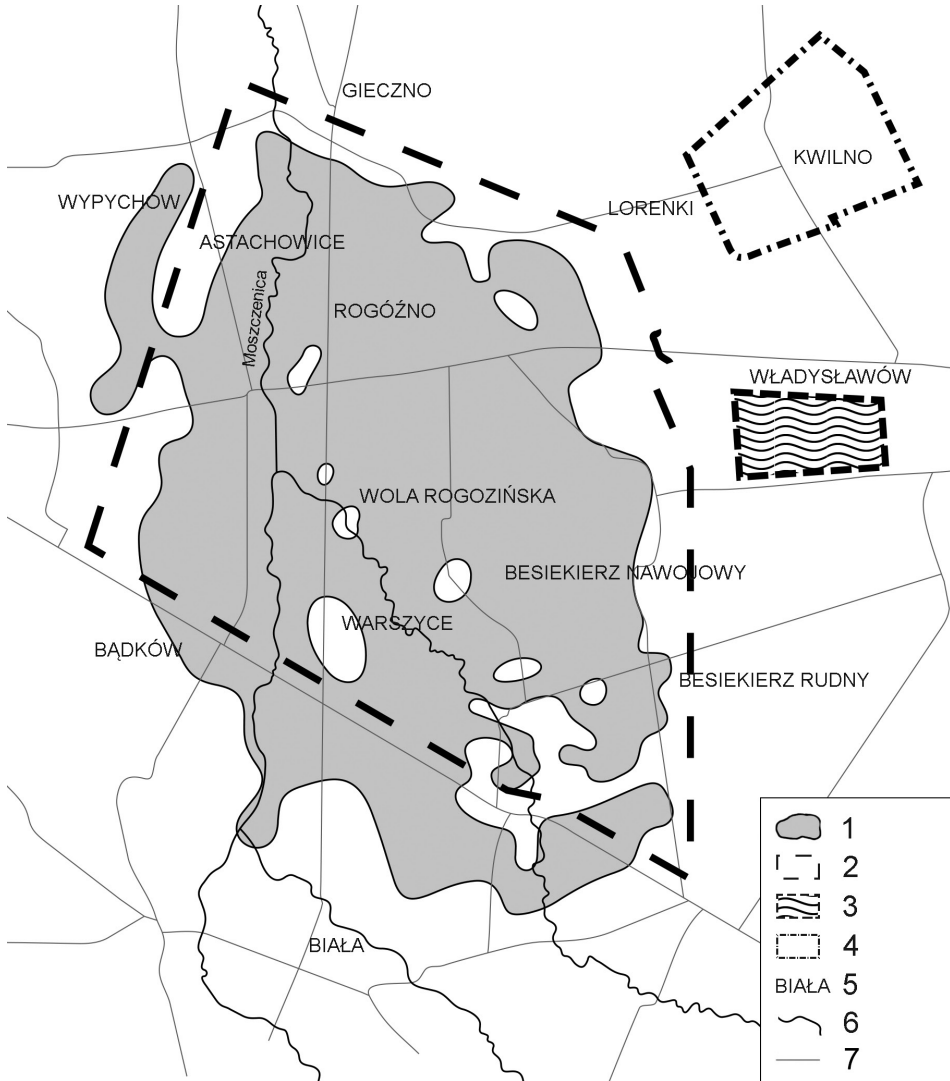 GIECZNO
KWILNO
WYPYCHÓW
LORENKI
ASTACHOWICE
Moszczenica
ROGÓŹNO
WŁADYSŁAWÓW
WOLA ROGOZIŃSKA
BESIEKIERZ NAWOJOWY
WARSZYCE
BĄDKÓW
BESIEKIERZ RUDNY
BIAŁA
1
2
3
4
BIAŁA 5
6
7